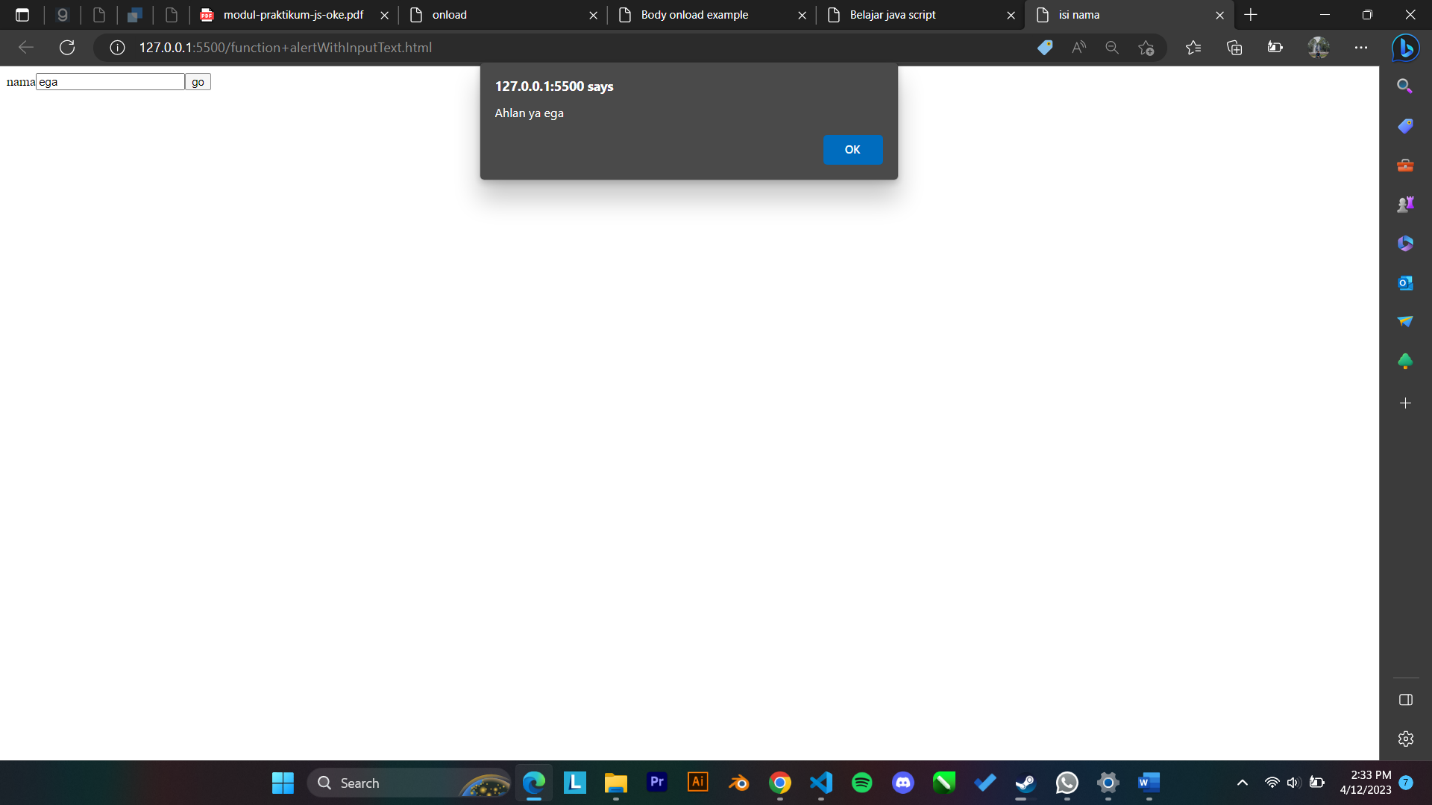 modul-praktikum-js-oke.pdf
onload
Body onload example
Belajar java script
isi nama
127.0.0.1:5500/function+alertWithInputText.html
nama ega go
127.0.0.1:5500 says
Ahlan ya ega
OK
Search
2:33 PM
4/12/2023
7